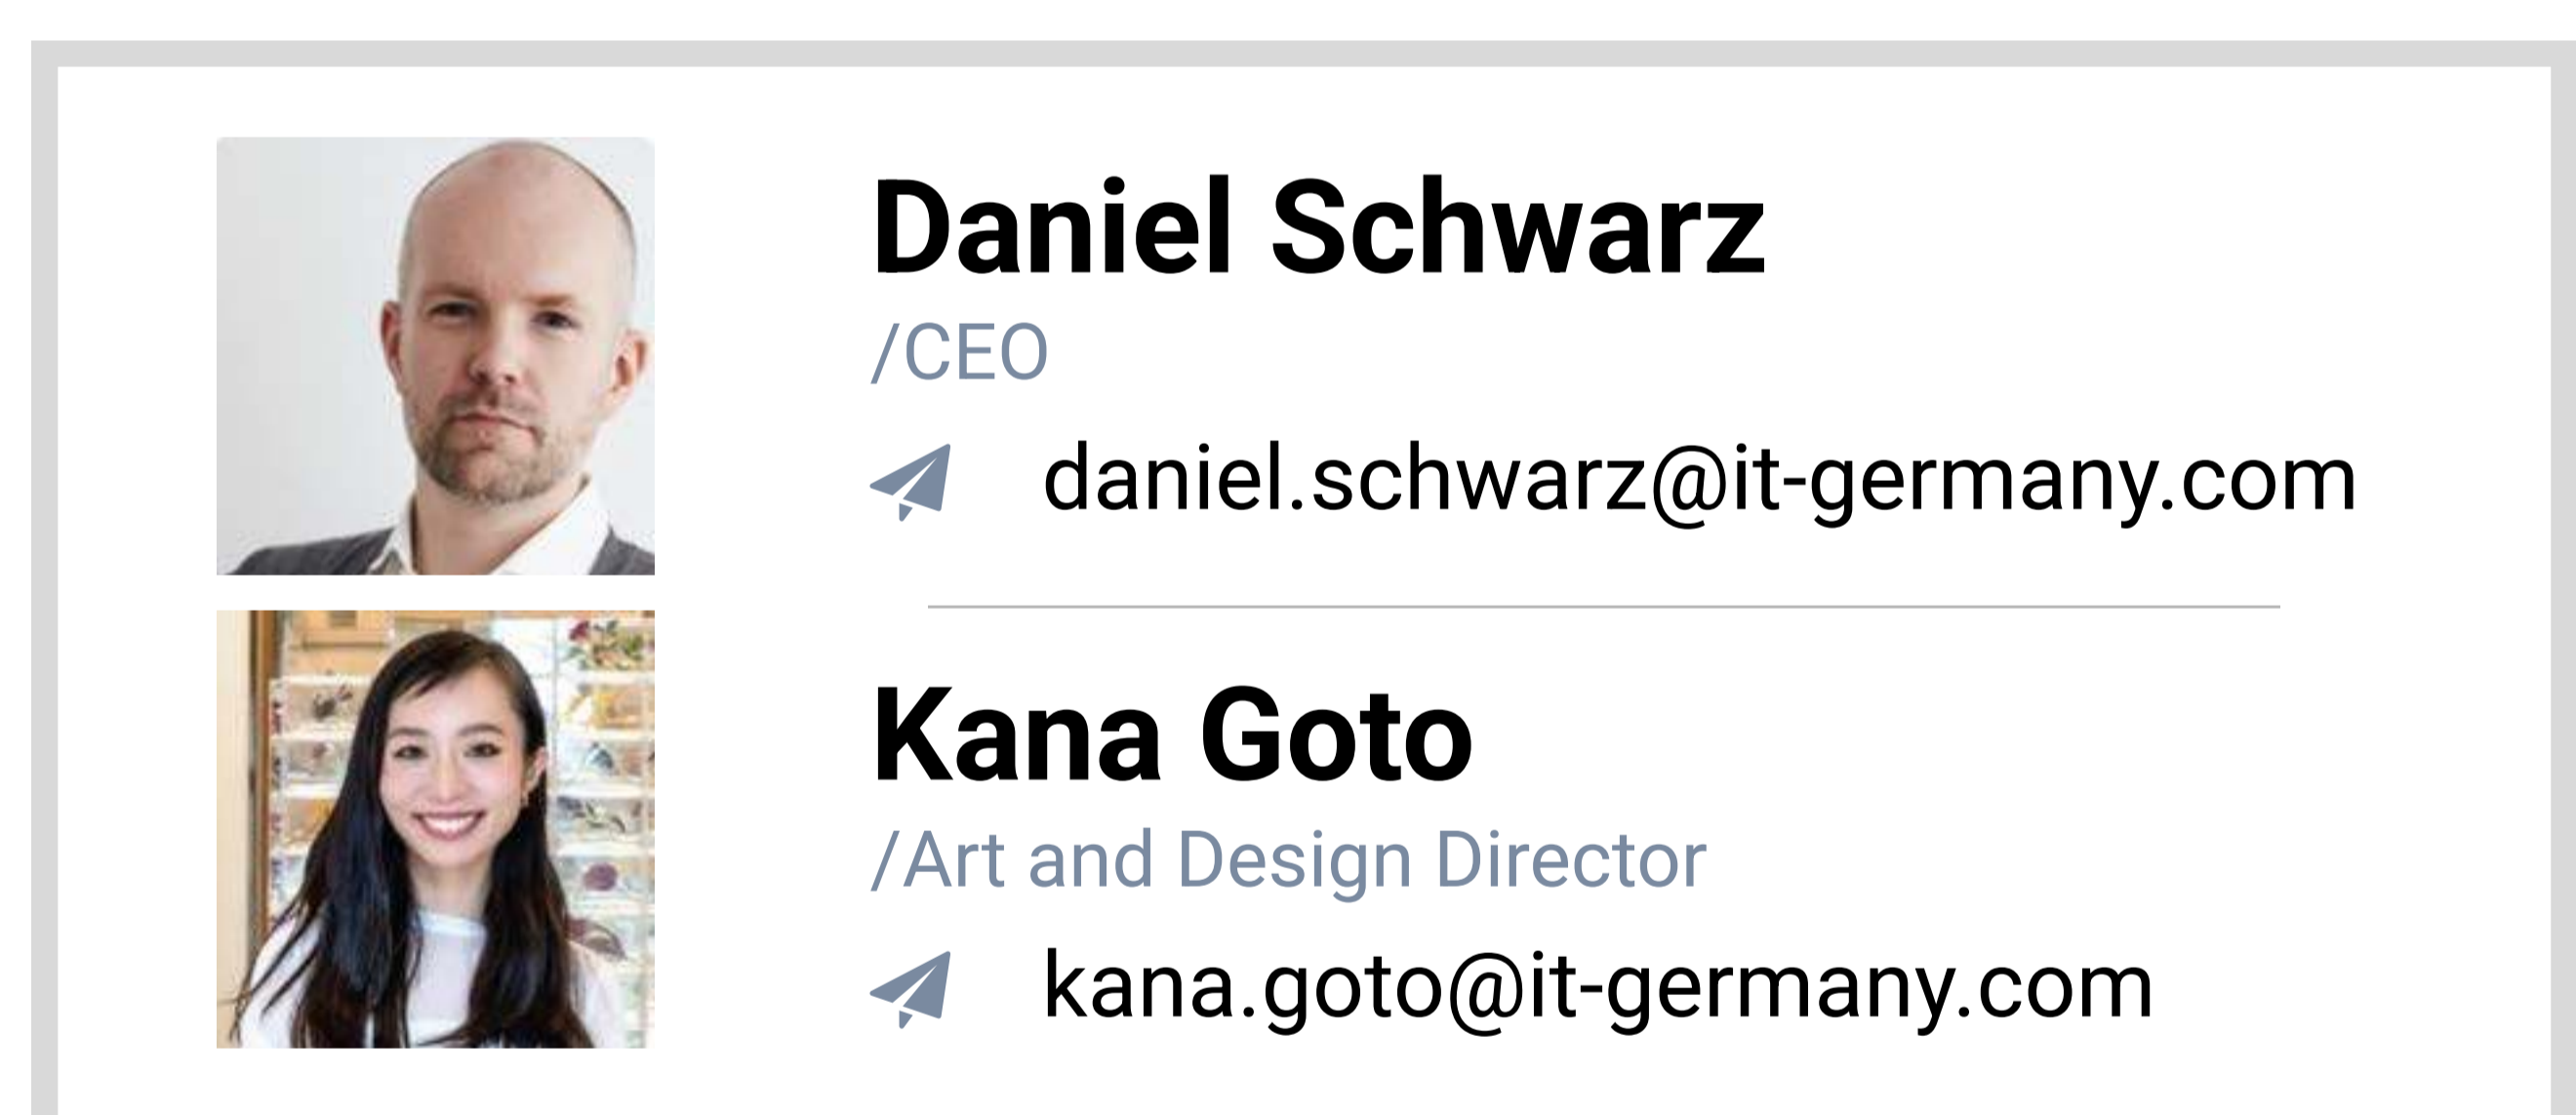 Daniel Schwarz
/CEO
daniel.schwarz@it-germany.com
Kana Goto
/Art and Design Director
kana.goto@it-germany.com